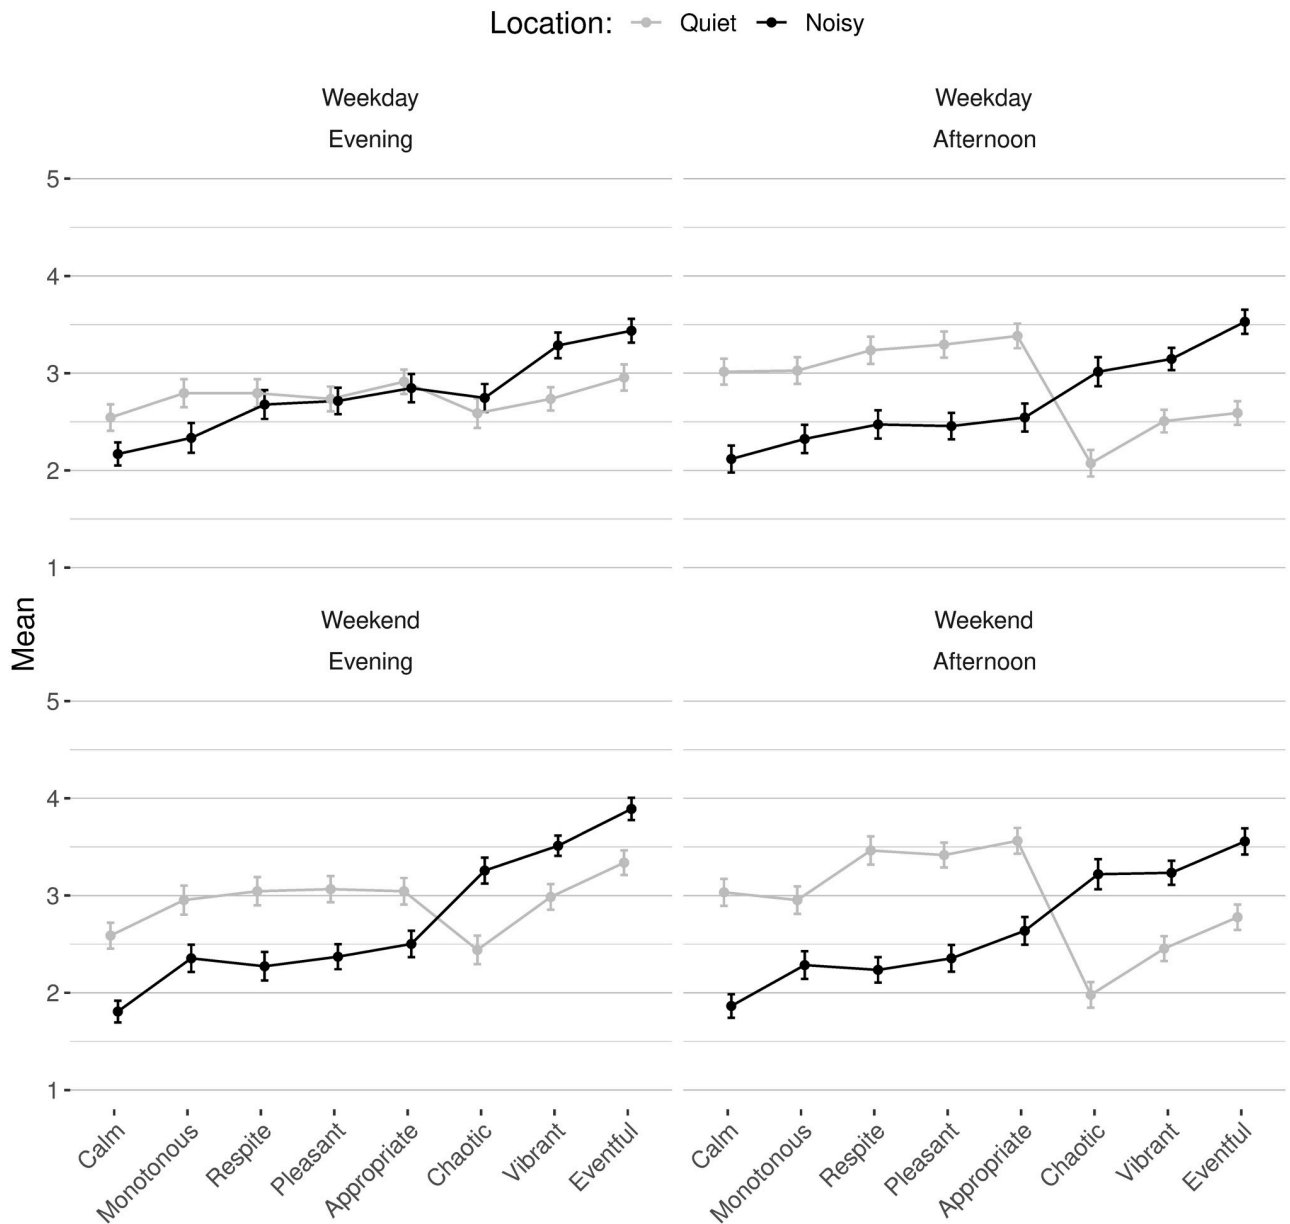 Location: Quiet Noisy
Weekday
Evening
Weekday
Afternoon
5
4
3
2
1
Mean
Weekend
Evening
Weekend
Afternoon
5
4
3
2
1
Calm
Monotonous
Respite
Pleasant
Appropriate
Chaotic
Vibrant
Eventful
Calm
Monotonous
Respite
Pleasant
Appropriate
Chaotic
Vibrant
Eventful